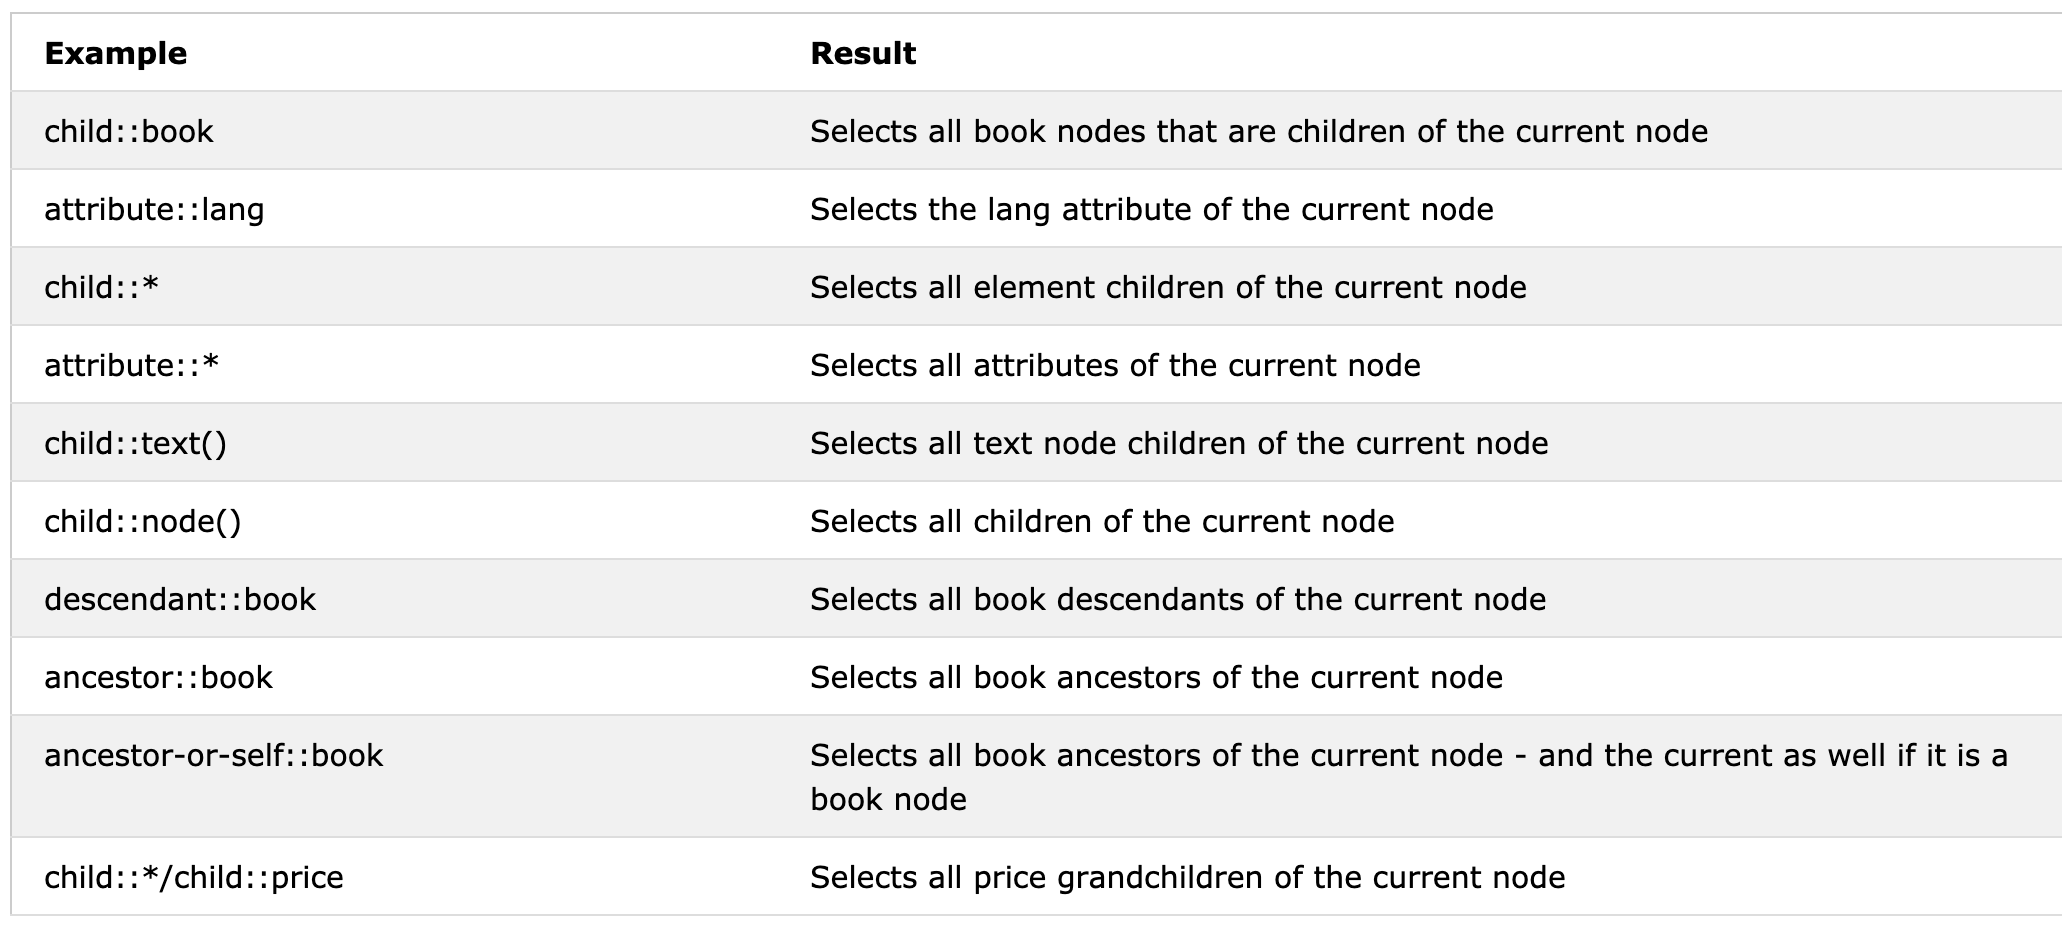 Example Result
child::book Selects all book nodes that are children of the current node
attribute::lang Selects the lang attribute of the current node
child::* Selects all element children of the current node
attribute::* Selects all attributes of the current node
child::text() Selects all text node children of the current node
child::node() Selects all children of the current node
descendant::book Selects all book descendants of the current node
ancestor::book Selects all book ancestors of the current node
ancestor-or-self::book Selects all book ancestors of the current node - and the current as well if it is a
book node
child::*/child::price Selects all price grandchildren of the current node